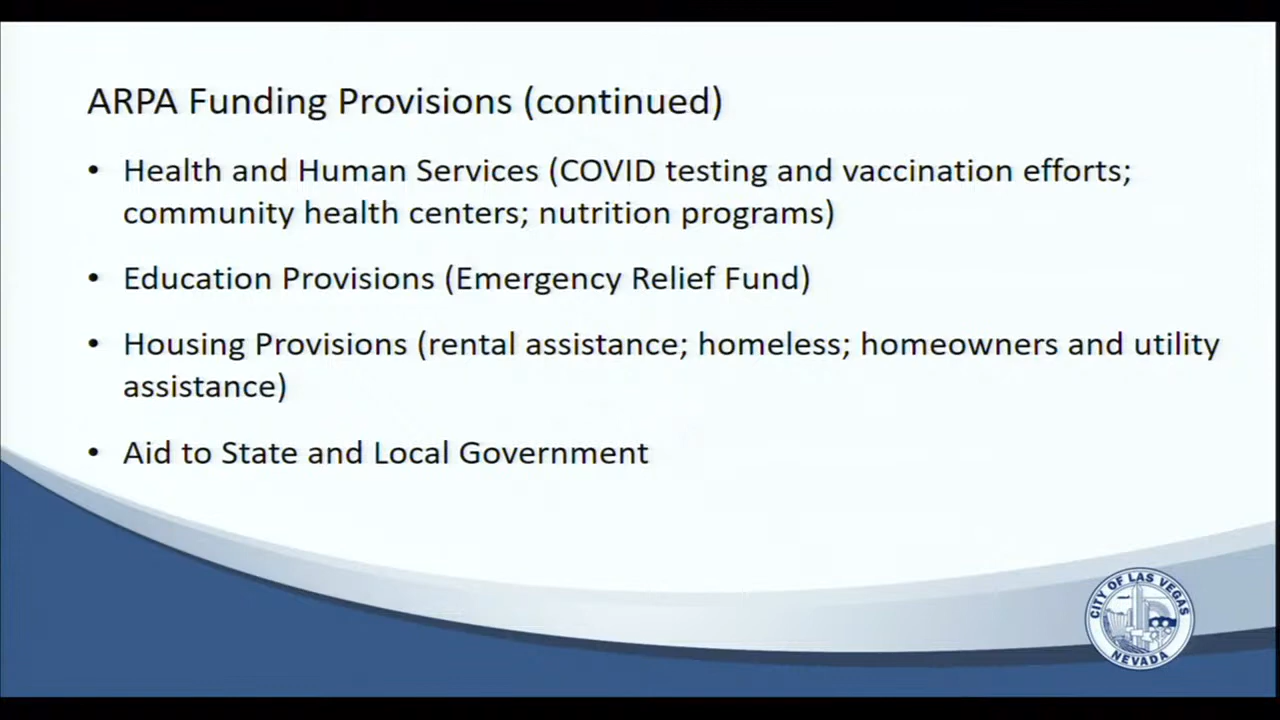 ARPA Funding Provisions (continued)
• Health and Human Services (COVID testing and vaccination efforts;
community health centers; nutrition programs)
• Education Provisions (Emergency Relief Fund)
• Housing Provisions (rental assistance; homeless; homeowners and utility
assistance)
• Aid to State and Local Government
CITY OF LAS VEGAS
NEVADA